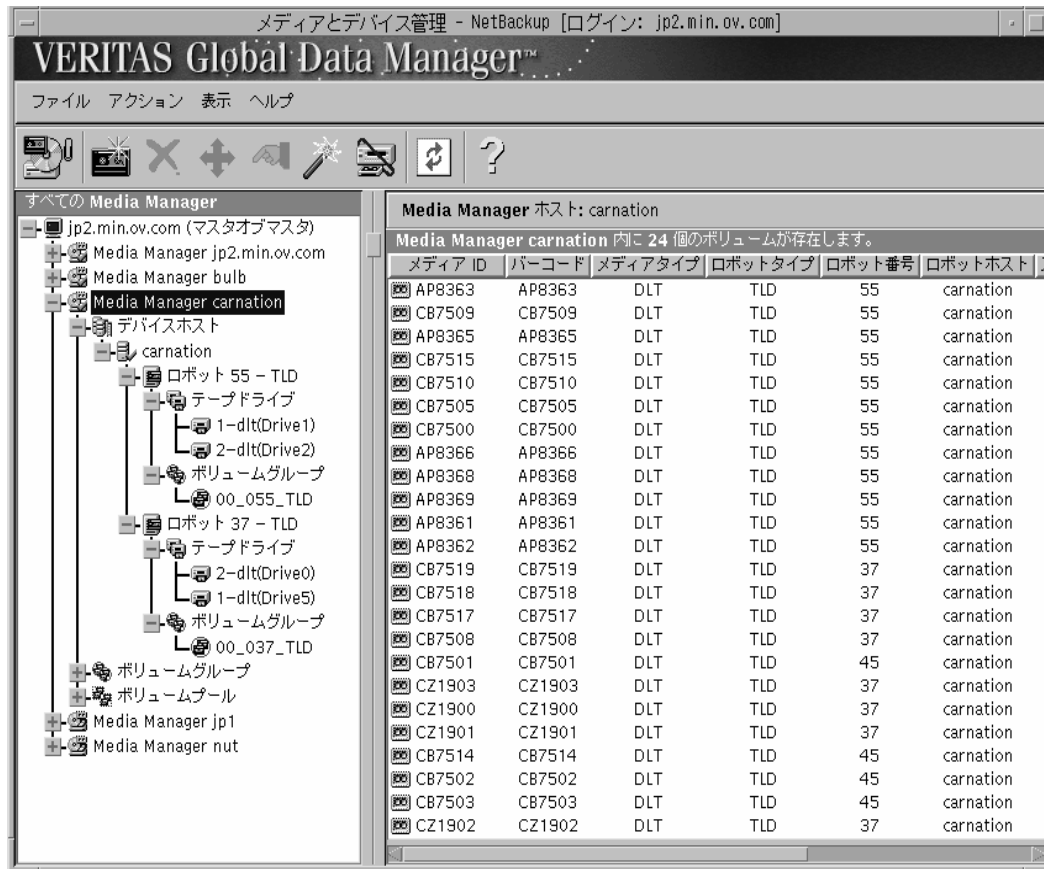 メディアとデバイス管理 - NetBackup [ログイン: jp2.min.ov.com]
VERITAS Global Data Manager™
ファイル アクション 表示 ヘルプ
すべての Media Manager
jp2.min.ov.com (マスタオブマスタ)
Media Manager jp2.min.ov.com
Media Manager bulb
Media Manager carnation
デバイスホスト
carnation
ロボット 55 - TLD
テープドライブ
1-dlt(Drive1)
2-dlt(Drive2)
ボリュームグループ
00_055_TLD
ロボット 37 - TLD
テープドライブ
2-dlt(Drive0)
1-dlt(Drive5)
ボリュームグループ
00_037_TLD
ボリュームグループ
ボリュームプール
Media Manager jp1
Media Manager nut
Media Manager ホスト: carnation
Media Manager carnation 内に 24 個のボリュームが存在します。
メディア ID バーコード メディアタイプ ロボットタイプ ロボット番号 ロボットホスト
AP8363 AP8363 DLT TLD 55 carnation
CB7509 CB7509 DLT TLD 55 carnation
AP8365 AP8365 DLT TLD 55 carnation
CB7515 CB7515 DLT TLD 55 carnation
CB7510 CB7510 DLT TLD 55 carnation
CB7505 CB7505 DLT TLD 55 carnation
CB7500 CB7500 DLT TLD 55 carnation
AP8366 AP8366 DLT TLD 55 carnation
AP8368 AP8368 DLT TLD 55 carnation
AP8369 AP8369 DLT TLD 55 carnation
AP8361 AP8361 DLT TLD 55 carnation
AP8362 AP8362 DLT TLD 55 carnation
CB7519 CB7519 DLT TLD 37 carnation
CB7518 CB7518 DLT TLD 37 carnation
CB7517 CB7517 DLT TLD 37 carnation
CB7508 CB7508 DLT TLD 37 carnation
CB7501 CB7501 DLT TLD 45 carnation
CZ1903 CZ1903 DLT TLD 37 carnation
CZ1900 CZ1900 DLT TLD 37 carnation
CZ1901 CZ1901 DLT TLD 37 carnation
CB7514 CB7514 DLT TLD 45 carnation
CB7502 CB7502 DLT TLD 45 carnation
CB7503 CB7503 DLT TLD 45 carnation
CZ1902 CZ1902 DLT TLD 37 carnation